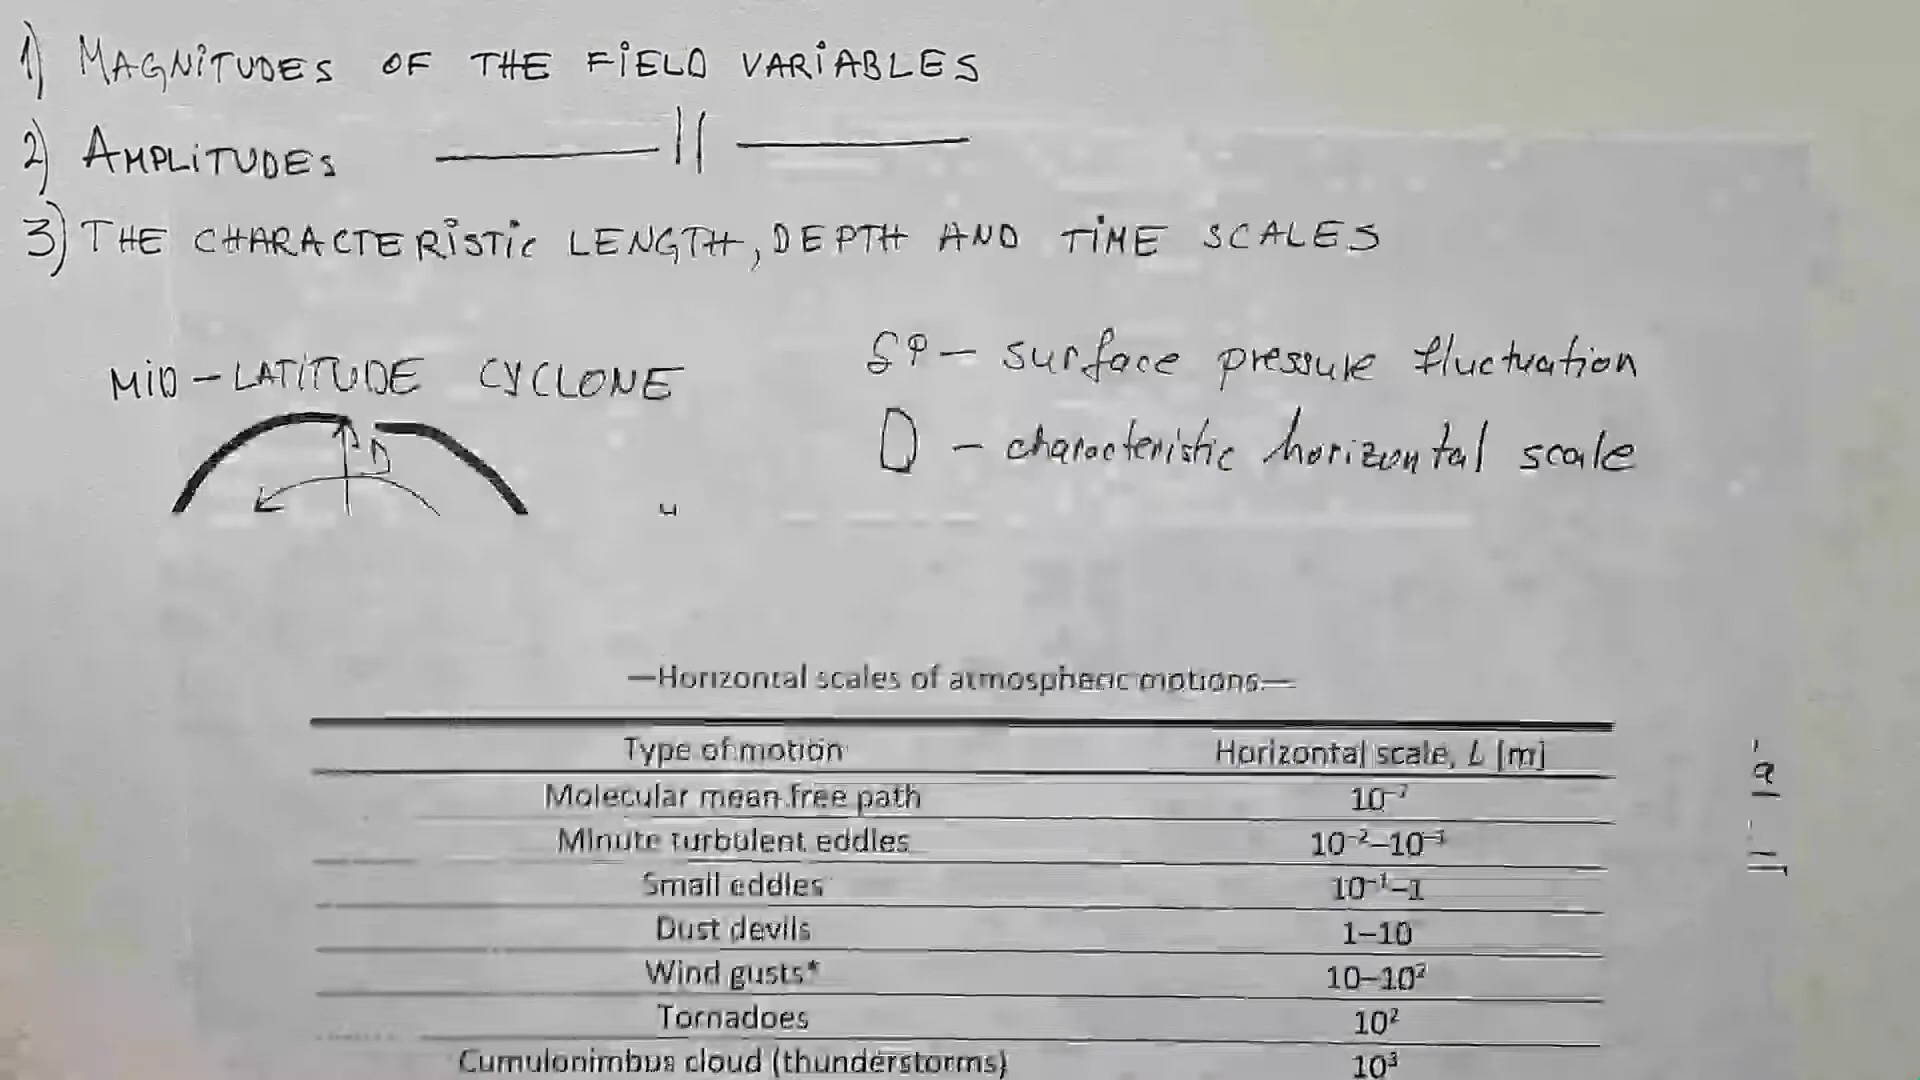 1) MAGNITUDES OF THE FIELD VARIABLES
2) AMPLITUDES —— || ——
3) THE CHARACTERISTIC LENGTH, DEPTH AND TIME SCALES
MID-LATITUDE CYCLONE
D
δP — surface pressure fluctuation
D — characteristic horizontal scale
—Horizontal scales of atmospheric motions—
Type of motion Horizontal scale, L [m]
Molecular mean free path 10⁻⁷
Minute turbulent eddies 10⁻²–10⁻¹
Small eddies 10⁻¹–1
Dust devils 1–10
Wind gusts* 10–10²
Tornadoes 10²
Cumulonimbus cloud (thunderstorms) 10³